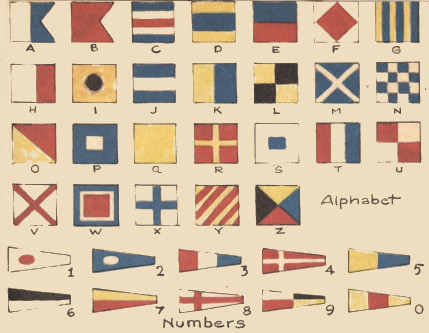 A B C D E F G
H I J K L M N
O P Q R S T U
V W X Y Z Alphabet
1 2 3 4 5
6 7 8 9 0
Numbers